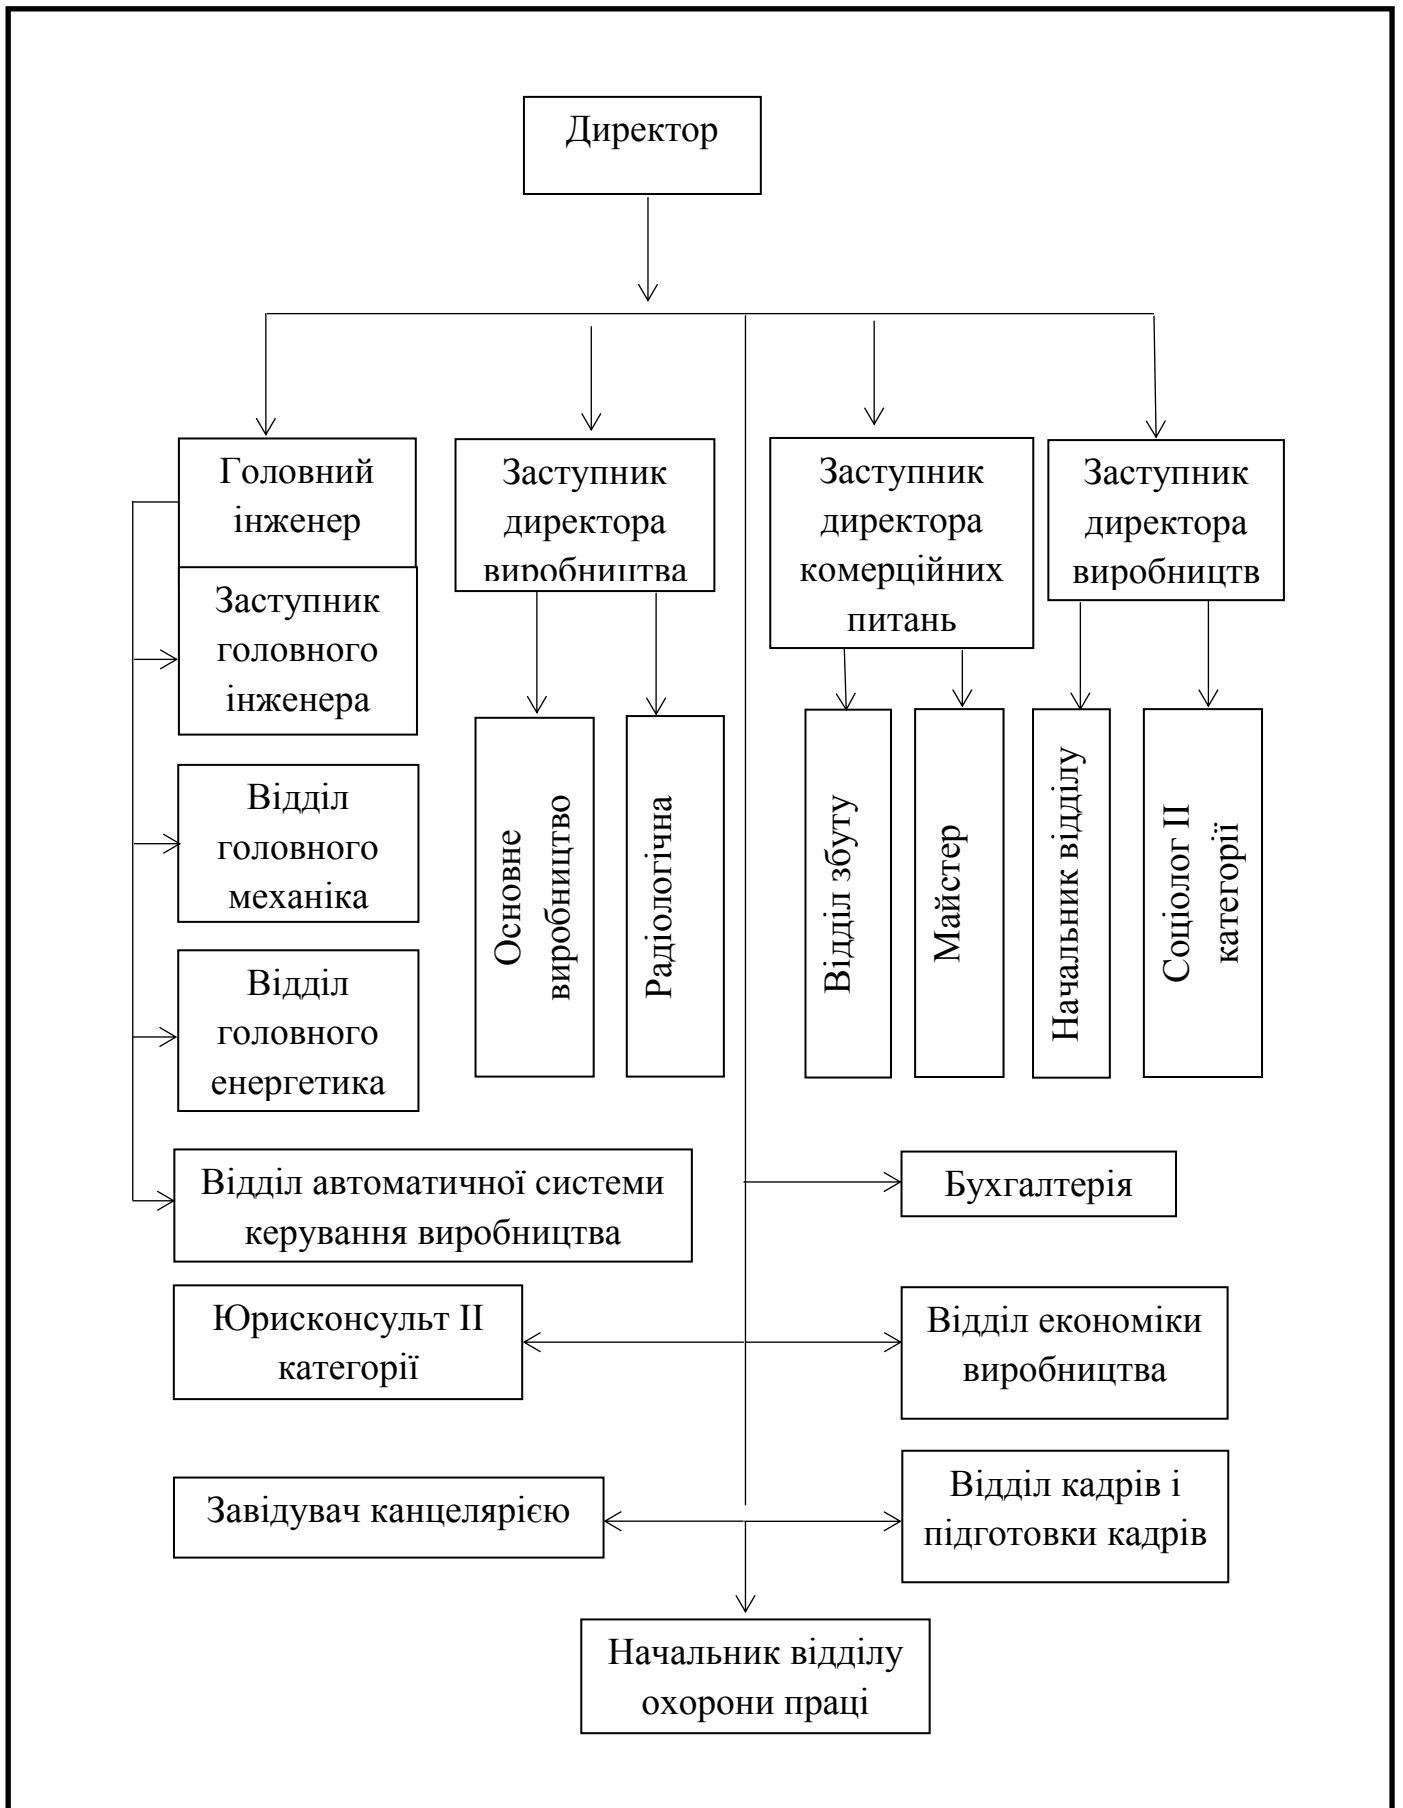 Директор
Головний
інженер
Заступник
директора
виробництва
Заступник
директора
комерційних
питань
Заступник
директора
виробництв
Заступник
головного
інженера
Відділ
головного
механіка
Відділ
головного
енергетика
Основне
виробництво
Радіологічна
Відділ збуту
Майстер
Начальник відділу
Соціолог ІІ
категорії
Відділ автоматичної системи
керування виробництва
Бухгалтерія
Юрисконсульт ІІ
категорії
Відділ економіки
виробництва
Завідувач канцелярією
Відділ кадрів і
підготовки кадрів
Начальник відділу
охорони праці